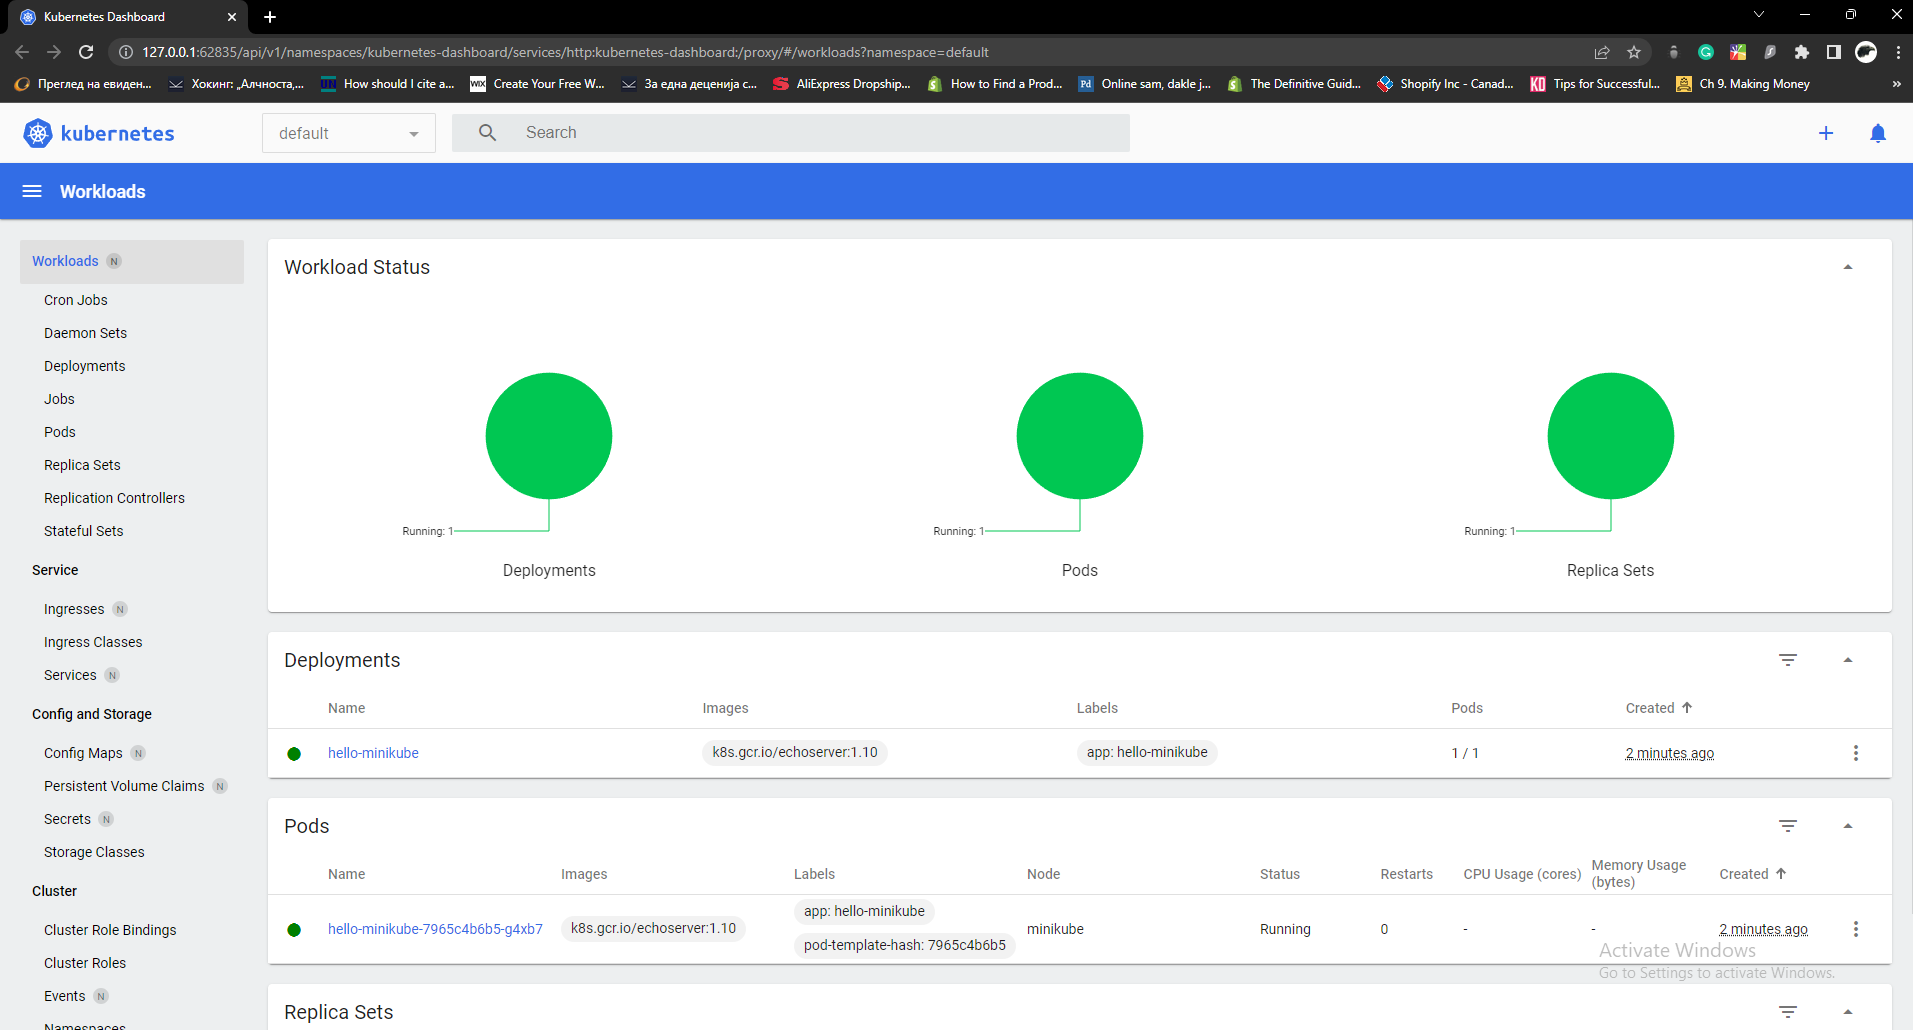 Kubernetes Dashboard
127.0.0.1:62835/api/v1/namespaces/kubernetes-dashboard/services/http:kubernetes-dashboard:/proxy/#/workloads?namespace=default
Преглед на евиден...
Хокинг: „Алчноста,...
How should I cite a...
WIX Create Your Free W...
За една деценија с...
AliExpress Dropship...
How to Find a Prod...
Pd Online sam, dakle j...
The Definitive Guid...
Shopify Inc - Canad...
KD Tips for Successful...
Ch 9. Making Money
»
kubernetes
default
Search
Workloads
Workloads N
Cron Jobs
Daemon Sets
Deployments
Jobs
Pods
Replica Sets
Replication Controllers
Stateful Sets
Service
Ingresses N
Ingress Classes
Services N
Config and Storage
Config Maps N
Persistent Volume Claims N
Secrets N
Storage Classes
Cluster
Cluster Role Bindings
Cluster Roles
Events N
Namespaces
Workload Status
Running: 1
Deployments
Running: 1
Pods
Running: 1
Replica Sets
Deployments
Name Images Labels Pods Created
hello-minikube k8s.gcr.io/echoserver:1.10 app: hello-minikube 1 / 1 2 minutes ago
Pods
Name Images Labels Node Status Restarts CPU Usage (cores) Memory Usage (bytes) Created
hello-minikube-7965c4b6b5-g4xb7 k8s.gcr.io/echoserver:1.10 app: hello-minikube minikube Running 0 - - 2 minutes ago
pod-template-hash: 7965c4b6b5
Activate Windows
Go to Settings to activate Windows.
Replica Sets